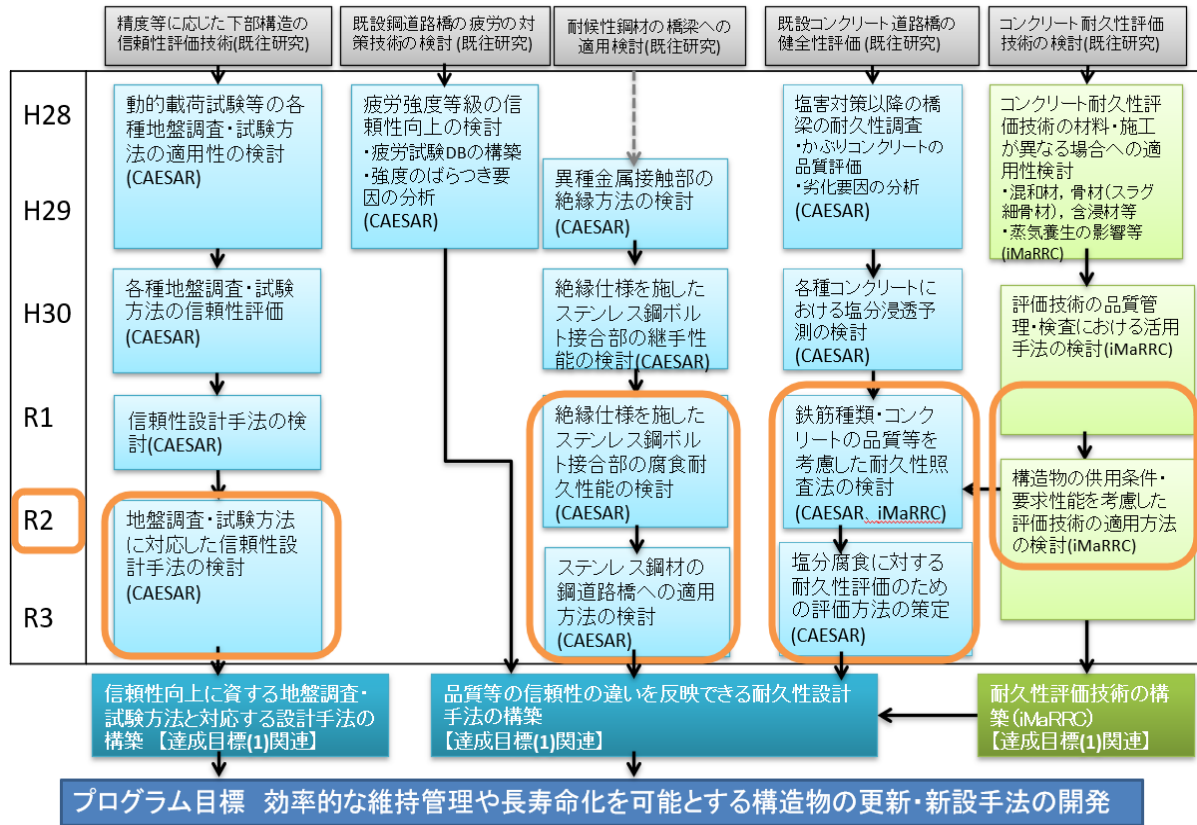 精度等に応じた下部構造の
信頼性評価技術(既往研究)
既設鋼道路橋の疲労の対
策技術の検討(既往研究)
耐候性鋼材の橋梁への
適用検討(既往研究)
既設コンクリート道路橋の
健全性評価(既往研究)
コンクリート耐久性評価
技術の検討(既往研究)
H28
H29
H30
R1
R2
R3
動的載荷試験等の各
種地盤調査・試験方
法の適用性の検討
(CAESAR)
各種地盤調査・試験
方法の信頼性評価
(CAESAR)
信頼性設計手法の検
討(CAESAR)
地盤調査・試験方法
に対応した信頼性設
計手法の検討
(CAESAR)
疲労強度等級の信
頼性向上の検討
・疲労試験DBの構築
・強度のばらつき要
因の分析
(CAESAR)
異種金属接触部の
絶縁方法の検討
(CAESAR)
絶縁仕様を施した
ステンレス鋼ボル
ト接合部の継手性
能の検討(CAESAR)
絶縁仕様を施した
ステンレス鋼ボル
ト接合部の腐食耐
久性能の検討
(CAESAR)
ステンレス鋼材の
鋼道路橋への適用
方法の検討
(CAESAR)
塩害対策以降の橋
梁の耐久性調査
・かぶりコンクリートの
品質評価
・劣化要因の分析
(CAESAR)
各種コンクリートに
おける塩分浸透予
測の検討
(CAESAR)
鉄筋種類・コンク
リートの品質等を
考慮した耐久性照
査法の検討
(CAESAR、iMaRRC)
塩分腐食に対する
耐久性評価のため
の評価方法の策定
(CAESAR)
コンクリート耐久性評
価技術の材料・施工
が異なる場合への適
用性検討
・混和材, 骨材(スラグ
細骨材), 含浸材等
・蒸気養生の影響等
(iMaRRC)
評価技術の品質管
理・検査における活用
手法の検討(iMaRRC)
構造物の供用条件・
要求性能を考慮した
評価技術の適用方法
の検討(iMaRRC)
信頼性向上に資する地盤調査・
試験方法と対応する設計手法の
構築 【達成目標(1)関連】
品質等の信頼性の違いを反映できる耐久性設計
手法の構築
【達成目標(1)関連】
耐久性評価技術の構
築(iMaRRC)
【達成目標(1)関連】
プログラム目標 効率的な維持管理や長寿命化を可能とする構造物の更新・新設手法の開発